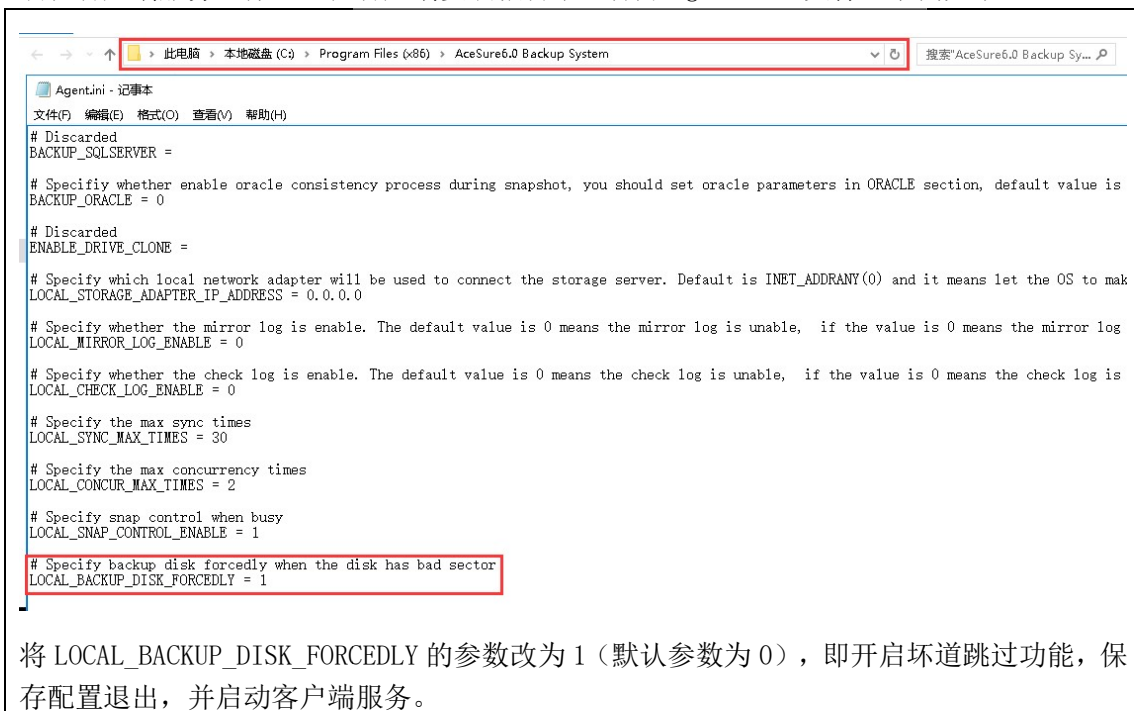 此电脑 > 本地磁盘 (C:) > Program Files (x86) > AceSure6.0 Backup System
搜索"AceSure6.0 Backup Sy...
Agent.ini - 记事本
文件(F) 编辑(E) 格式(O) 查看(V) 帮助(H)
# Discarded
BACKUP_SQLSERVER =
# Specifiy whether enable oracle consistency process during snapshot, you should set oracle parameters in ORACLE section, default value is
BACKUP_ORACLE = 0
# Discarded
ENABLE_DRIVE_CLONE =
# Specify which local network adapter will be used to connect the storage server. Default is INET_ADDRANY(0) and it means let the OS to mak
LOCAL_STORAGE_ADAPTER_IP_ADDRESS = 0.0.0.0
# Specify whether the mirror log is enable. The default value is 0 means the mirror log is unable, if the value is 0 means the mirror log
LOCAL_MIRROR_LOG_ENABLE = 0
# Specify whether the check log is enable. The default value is 0 means the check log is unable, if the value is 0 means the check log is
LOCAL_CHECK_LOG_ENABLE = 0
# Specify the max sync times
LOCAL_SYNC_MAX_TIMES = 30
# Specify the max concurrency times
LOCAL_CONCUR_MAX_TIMES = 2
# Specify snap control when busy
LOCAL_SNAP_CONTROL_ENABLE = 1
# Specify backup disk forcedly when the disk has bad sector
LOCAL_BACKUP_DISK_FORCEDLY = 1
将 LOCAL_BACKUP_DISK_FORCEDLY 的参数改为 1（默认参数为 0），即开启坏道跳过功能，保
存配置退出，并启动客户端服务。